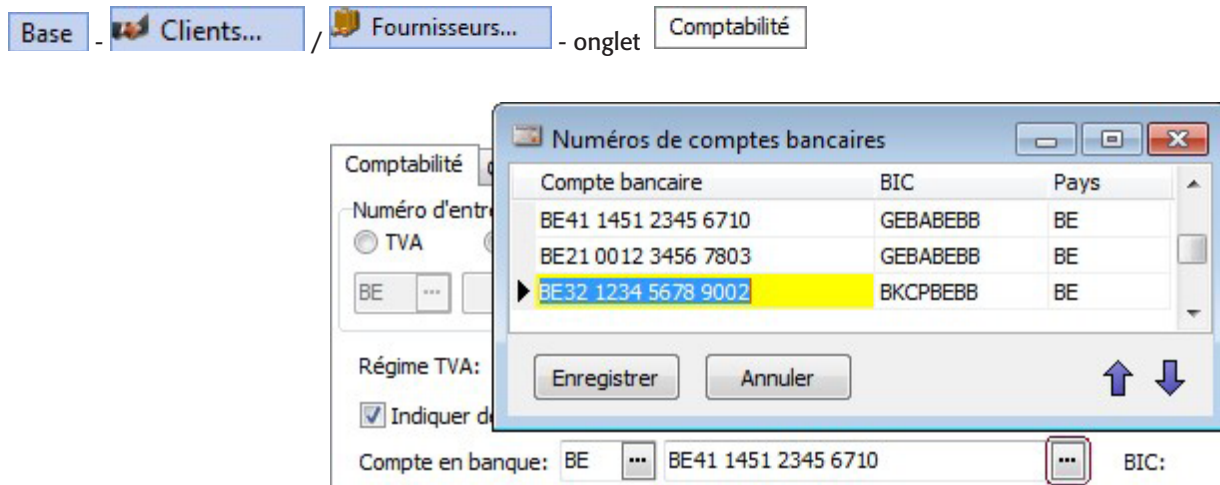 Base - Clients... / Fournisseurs... - onglet Comptabilité
Numéros de comptes bancaires
Comptabilité
Compte bancaire BIC Pays
Numéro d'entr
BE41 1451 2345 6710 GEBABEBB BE
TVA
BE21 0012 3456 7803 GEBABEBB BE
BE ...
BE32 1234 5678 9002 BKCPBEBB BE
Régime TVA:
Enregistrer Annuler
Indiquer
Compte en banque: BE ... BE41 1451 2345 6710 ... BIC: